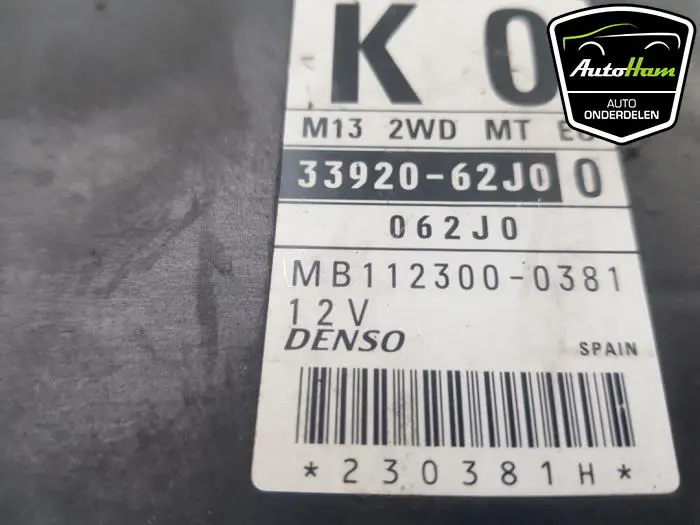 K 0
M13 2WD MT
33920-62J0 0
062J0
MB112300-0381
12V
DENSO
SPAIN
*230381H*
AutoHam
AUTO
ONDERDELEN